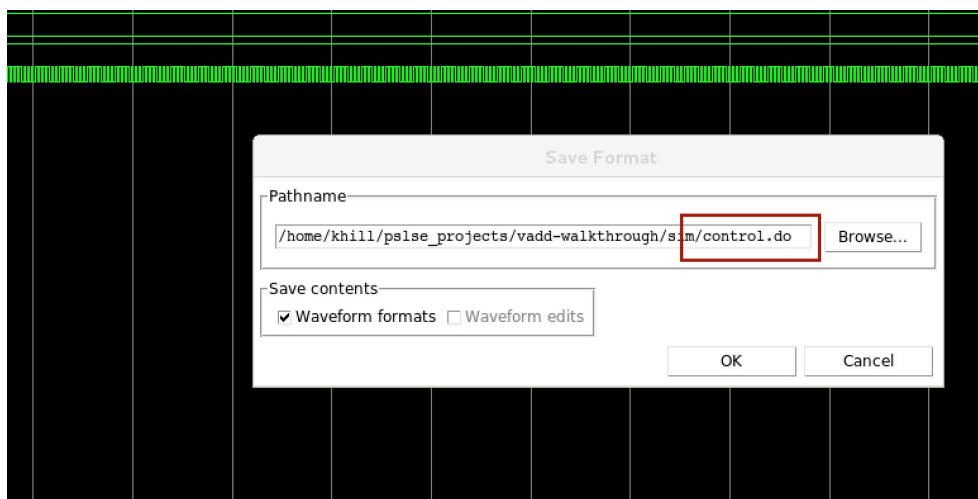 Save Format
Pathname
/home/khill/pslse_projects/vadd-walkthrough/sim/control.do
Browse...
Save contents
Waveform formats
Waveform edits
OK
Cancel